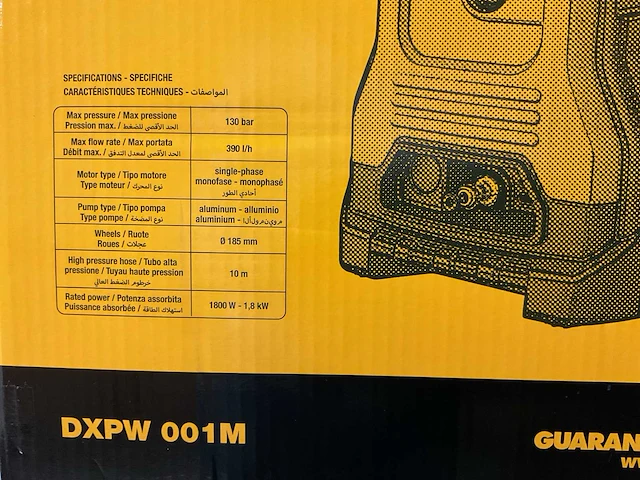 SPECIFICATIONS - SPECIFICHE
CARACTÉRISTIQUES TECHNIQUES - المواصفات
Max pressure / Max pressione
Pression max. / الحد الأقصى للضغط
130 bar
Max flow rate / Max portata
Débit max. / الحد الأقصى لمعدل التدفق
390 l/h
Motor type / Tipo motore
Type moteur / نوع المحرك
single-phase
monofase - monophasé
أحادي الطور
Pump type / Tipo pompa
Type pompe / نوع المضخة
aluminum - alluminio
aluminium -
Wheels / Ruote
Roues / عجلات
Ø 185 mm
High pressure hose / Tubo alta
pressione / Tuyau haute pression
خرطوم الضغط العالي
10 m
Rated power / Potenza assorbita
Puissance absorbée / استهلاك الطاقة
1800 W - 1,8 kW
DXPW 001M
GUARAN